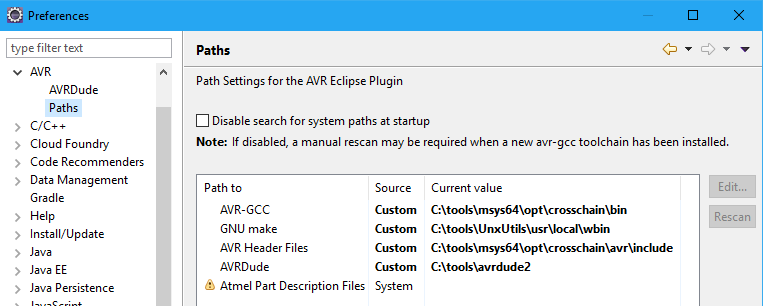 Preferences
type filter text
AVR
AVRDude
Paths
C/C++
Cloud Foundry
Code Recommenders
Data Management
Gradle
Help
Install/Update
Java
Java EE
Java Persistence
JavaScript
Paths
Path Settings for the AVR Eclipse Plugin
Disable search for system paths at startup
Note: If disabled, a manual rescan may be required when a new avr-gcc toolchain has been installed.
Path to Source Current value
AVR-GCC Custom C:\tools\msys64\opt\crosschain\bin
GNU make Custom C:\tools\UnxUtils\usr\local\wbin
AVR Header Files Custom C:\tools\msys64\opt\crosschain\avr\include
AVRDude Custom C:\tools\avrdude2
Atmel Part Description Files System
Edit...
Rescan